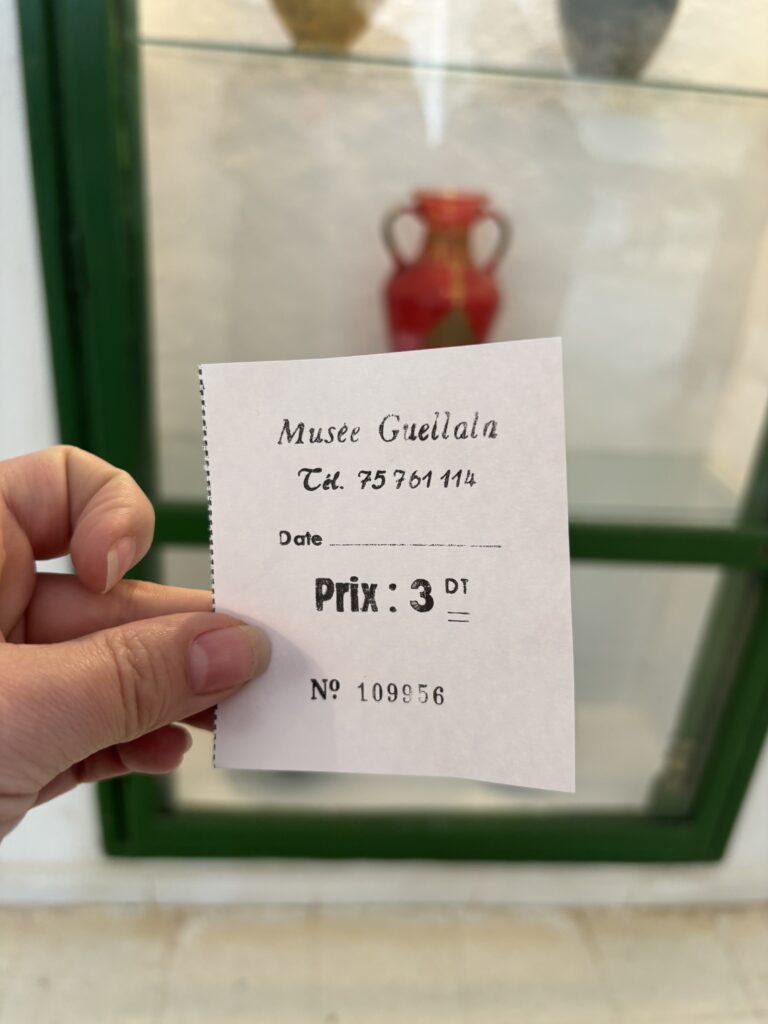 Musée Guellala
Tél. 75 761 114
Date
Prix : 3 DT
Nº 109956